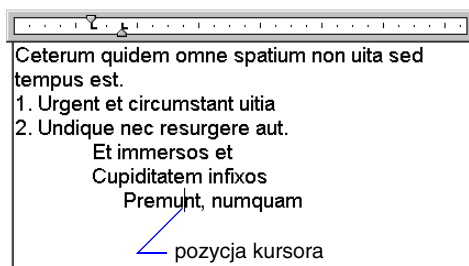 Ceterum quidem omne spatium non uita sed
tempus est.
1. Urgent et circumstant uitia
2. Undique nec resurgere aut.
Et immersos et
Cupiditatem infixos
Premunt, numquam
pozycja kursora